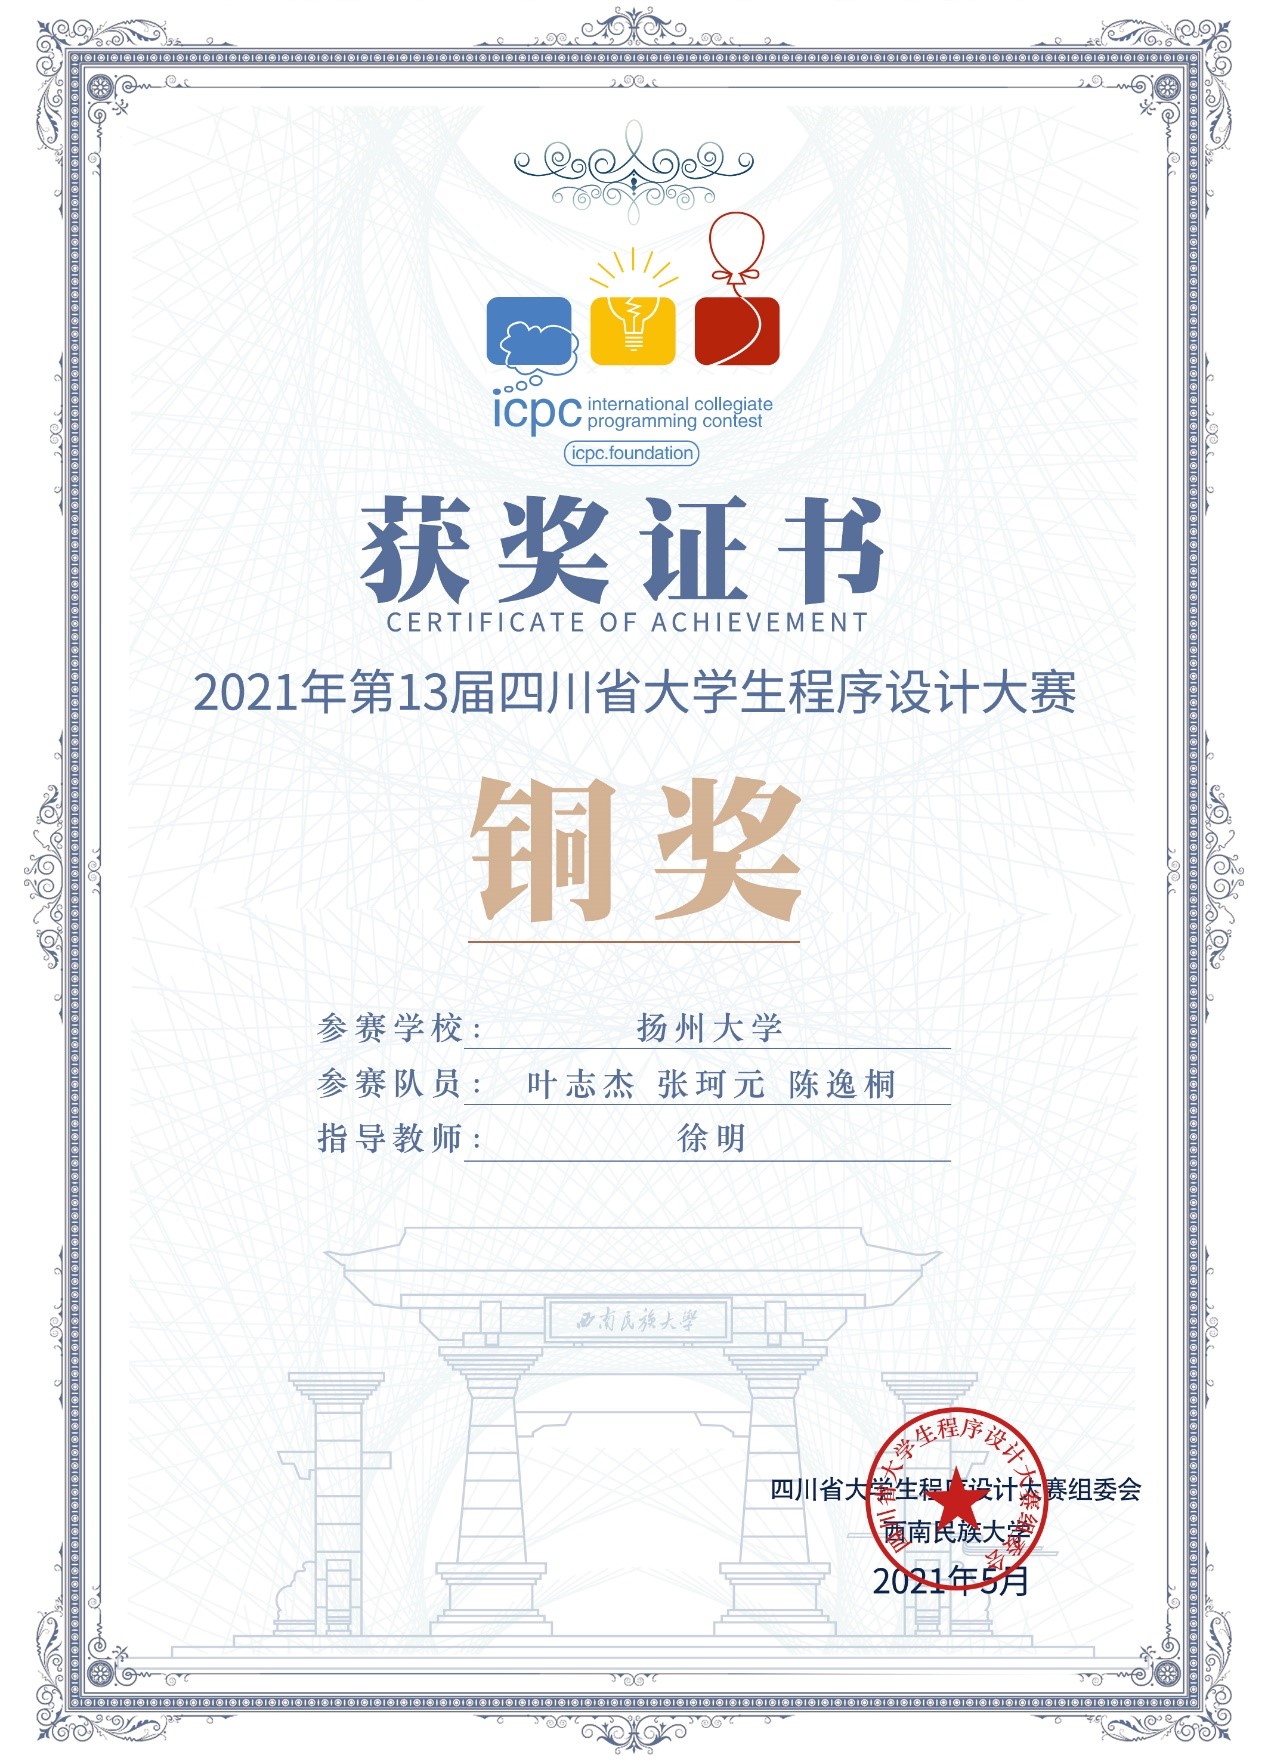 icpc international collegiate
programming contest
icpc.foundation
获奖证书
CERTIFICATE OF ACHIEVEMENT
2021年第13届四川省大学生程序设计大赛
铜奖
参赛学校： 扬州大学
参赛队员： 叶志杰 张珂元 陈逸桐
指导教师： 徐明
西南民族大學
四川省大学生程序设计大赛组委会
四川省大学生程序设计大赛组委会
西南民族大学
2021年5月